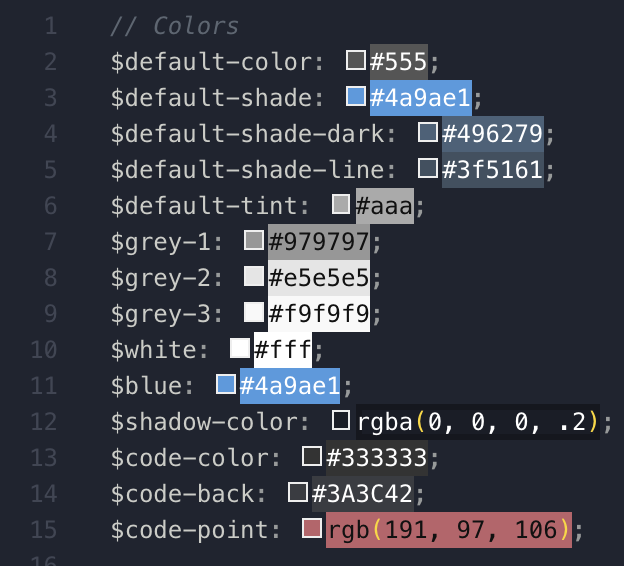 1 // Colors
2 $default-color: #555;
3 $default-shade: #4a9ae1;
4 $default-shade-dark: #496279;
5 $default-shade-line: #3f5161;
6 $default-tint: #aaa;
7 $grey-1: #979797;
8 $grey-2: #e5e5e5;
9 $grey-3: #f9f9f9;
10 $white: #fff;
11 $blue: #4a9ae1;
12 $shadow-color: rgba(0, 0, 0, .2);
13 $code-color: #333333;
14 $code-back: #3A3C42;
15 $code-point: rgb(191, 97, 106);
16